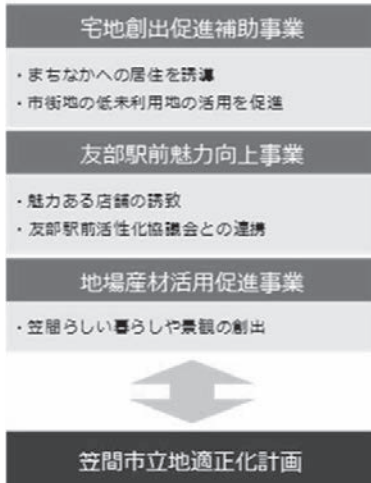 宅地創出促進補助事業
・まちなかへの居住を誘導
・市街地の低未利用地の活用を促進
友部駅前魅力向上事業
・魅力ある店舗の誘致
・友部駅前活性化協議会との連携
地場産材活用促進事業
・笠間らしい暮らしや景観の創出
笠間市立地適正化計画